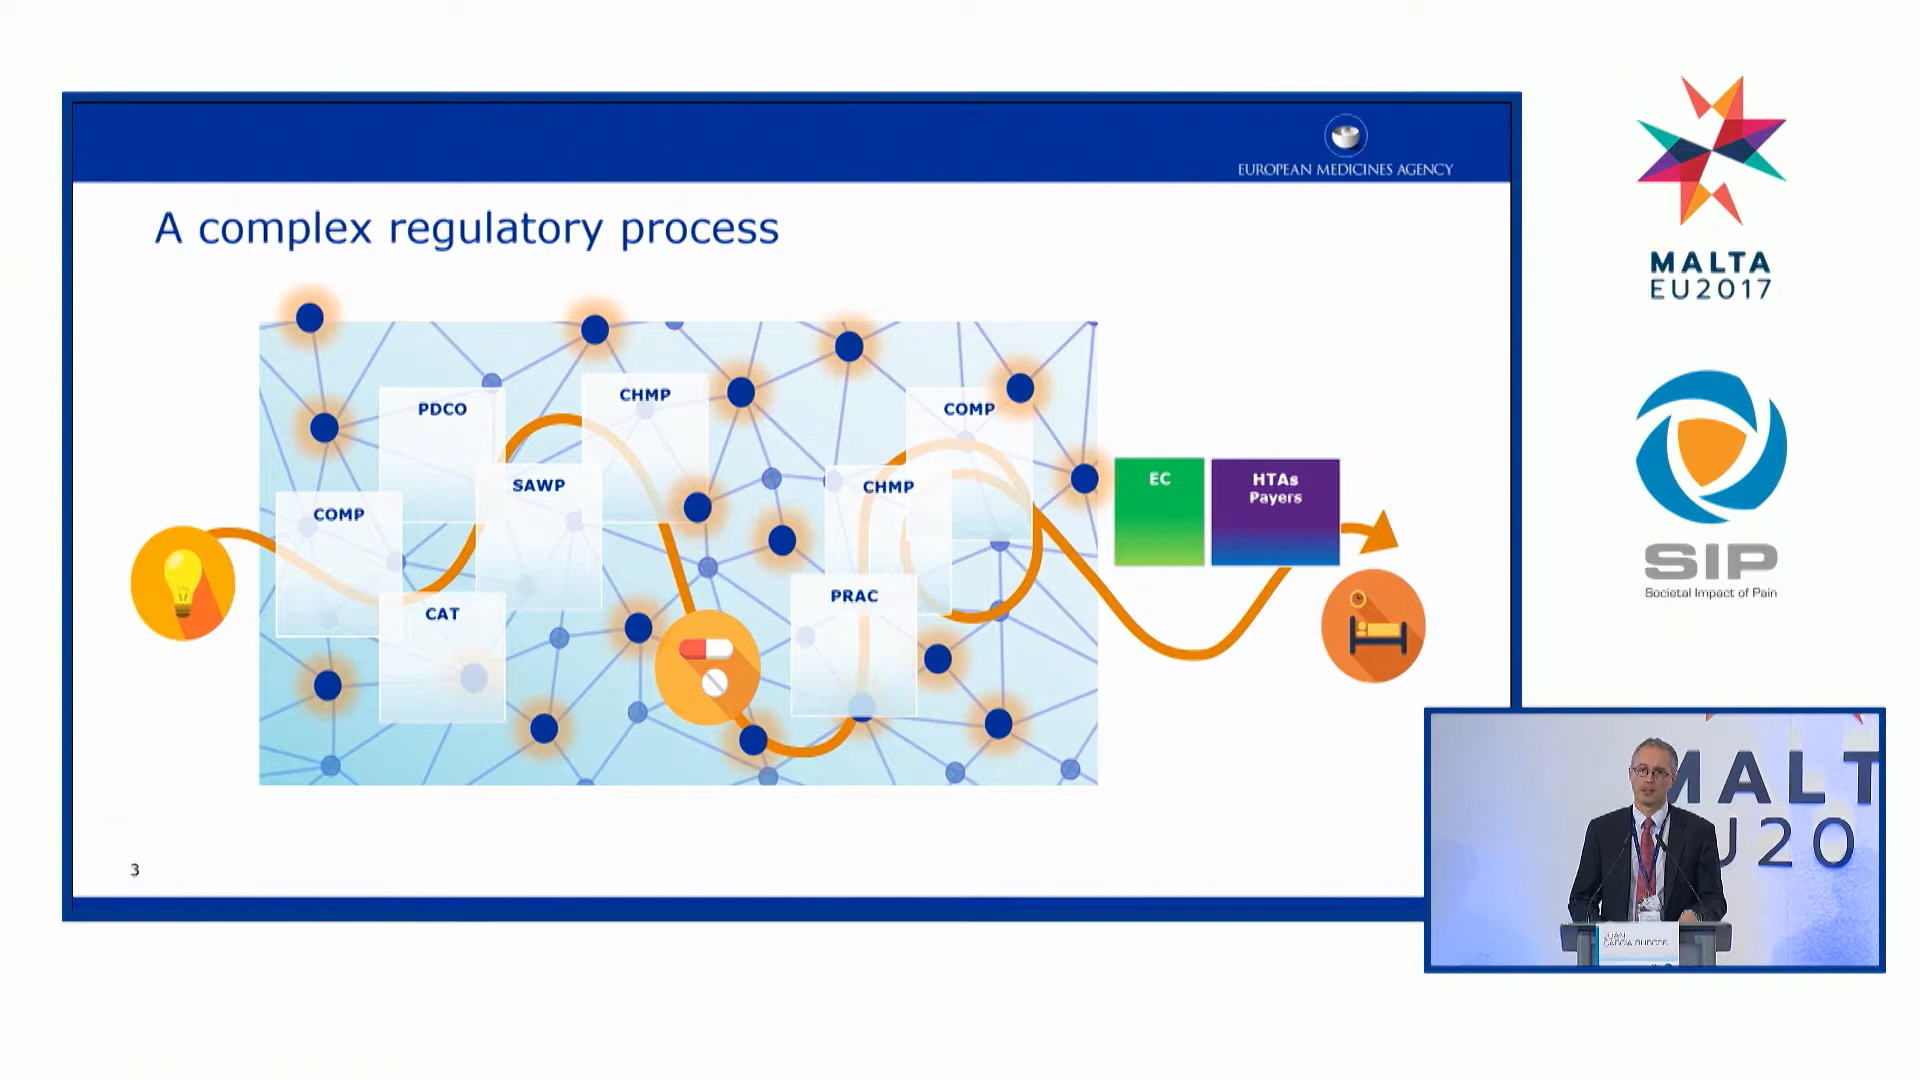 EUROPEAN MEDICINES AGENCY
A complex regulatory process
PDCO
CHMP
COMP
SAWP
COMP
CHMP
CAT
PRAC
EC
HTAs
Payers
3
MALTA
EU2017
SIP
Societal Impact of Pain
MALT
U20
JUAN